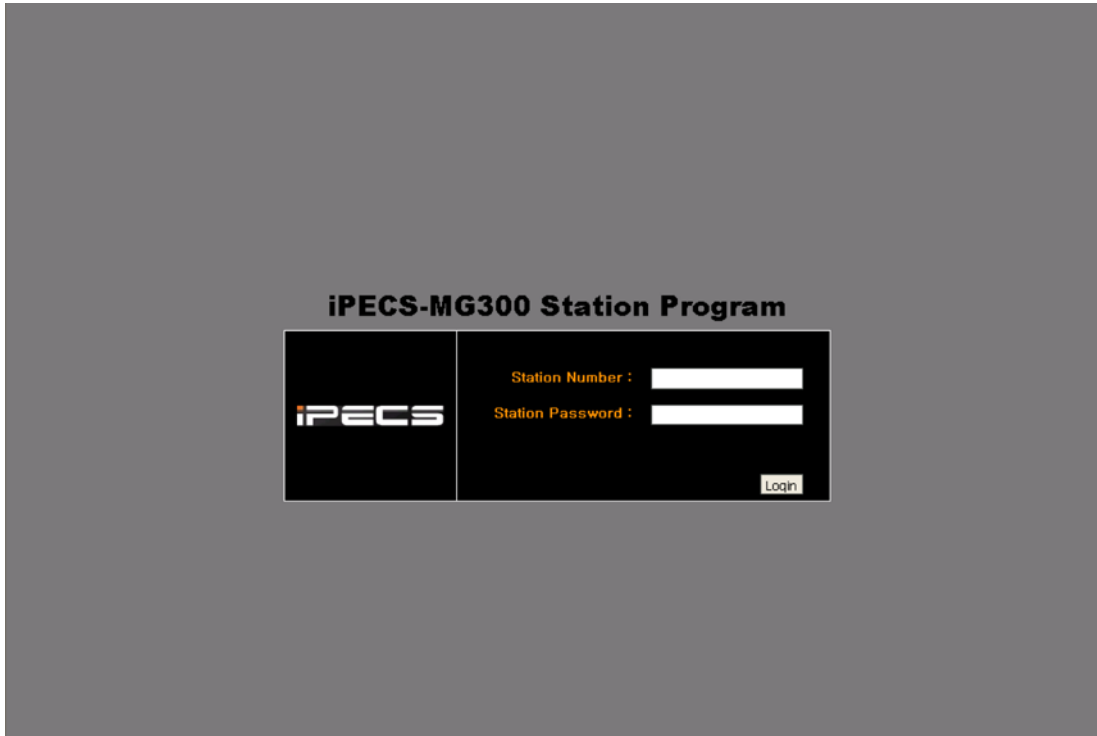 iPECS-MG300 Station Program
Station Number :
iPECS
Station Password :
Login